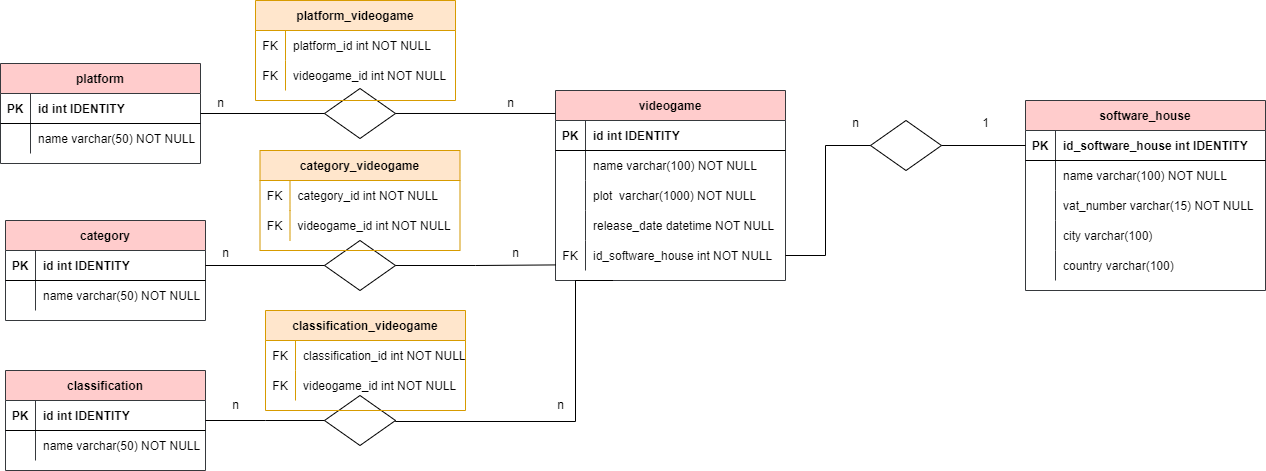 platform_videogame
FK platform_id int NOT NULL
FK videogame_id int NOT NULL
platform
PK id int IDENTITY
name varchar(50) NOT NULL
n
n
category_videogame
FK category_id int NOT NULL
FK videogame_id int NOT NULL
category
PK id int IDENTITY
name varchar(50) NOT NULL
n
n
classification_videogame
FK classification_id int NOT NULL
FK videogame_id int NOT NULL
classification
PK id int IDENTITY
name varchar(50) NOT NULL
n
n
videogame
PK id int IDENTITY
name varchar(100) NOT NULL
plot varchar(1000) NOT NULL
release_date datetime NOT NULL
FK id_software_house int NOT NULL
n
1
software_house
PK id_software_house int IDENTITY
name varchar(100) NOT NULL
vat_number varchar(15) NOT NULL
city varchar(100)
country varchar(100)